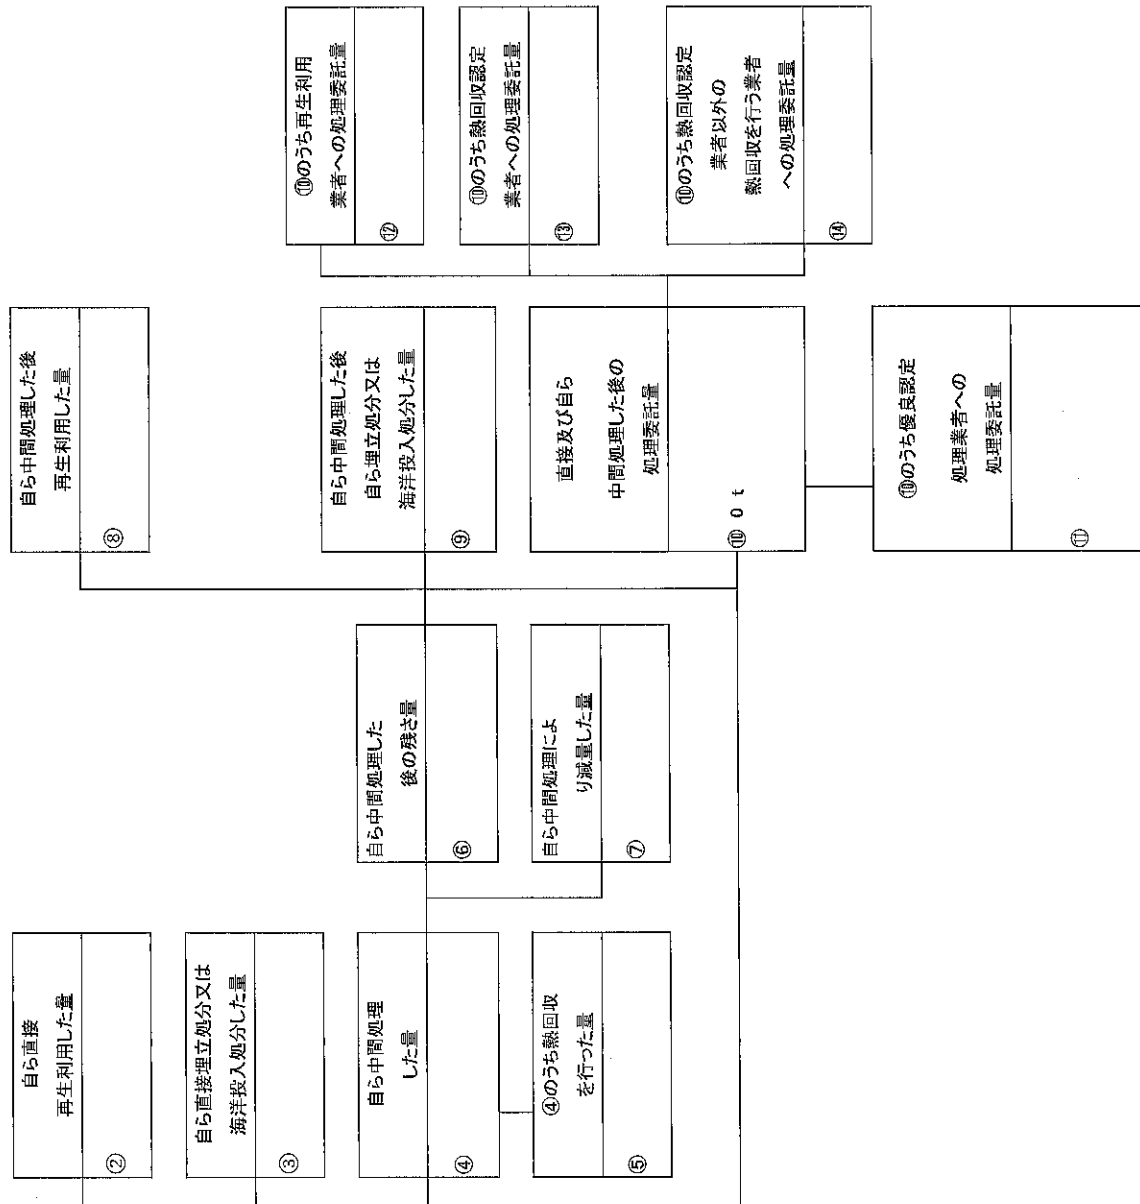 自ら直接
再生利用した量
②
自ら直接埋立処分又は
海洋投入処分した量
③
自ら中間処理
した量
④
④のうち熱回収
を行った量
⑤
自ら中間処理した
後の残さ量
⑥
自ら中間処理によ
り減量した量
⑦
自ら中間処理した後
再生利用した量
⑧
自ら中間処理した後
自ら埋立処分又は
海洋投入処分した量
⑨
直接及び自ら
中間処理した後の
処理委託量
⑩ 0 t
⑩のうち優良認定
処理業者への
処理委託量
⑪
⑩のうち再生利用
業者への処理委託量
⑫
⑩のうち熱回収認定
業者への処理委託量
⑬
⑩のうち熱回収認定
業者以外の
熱回収を行う業者
への処理委託量
⑭